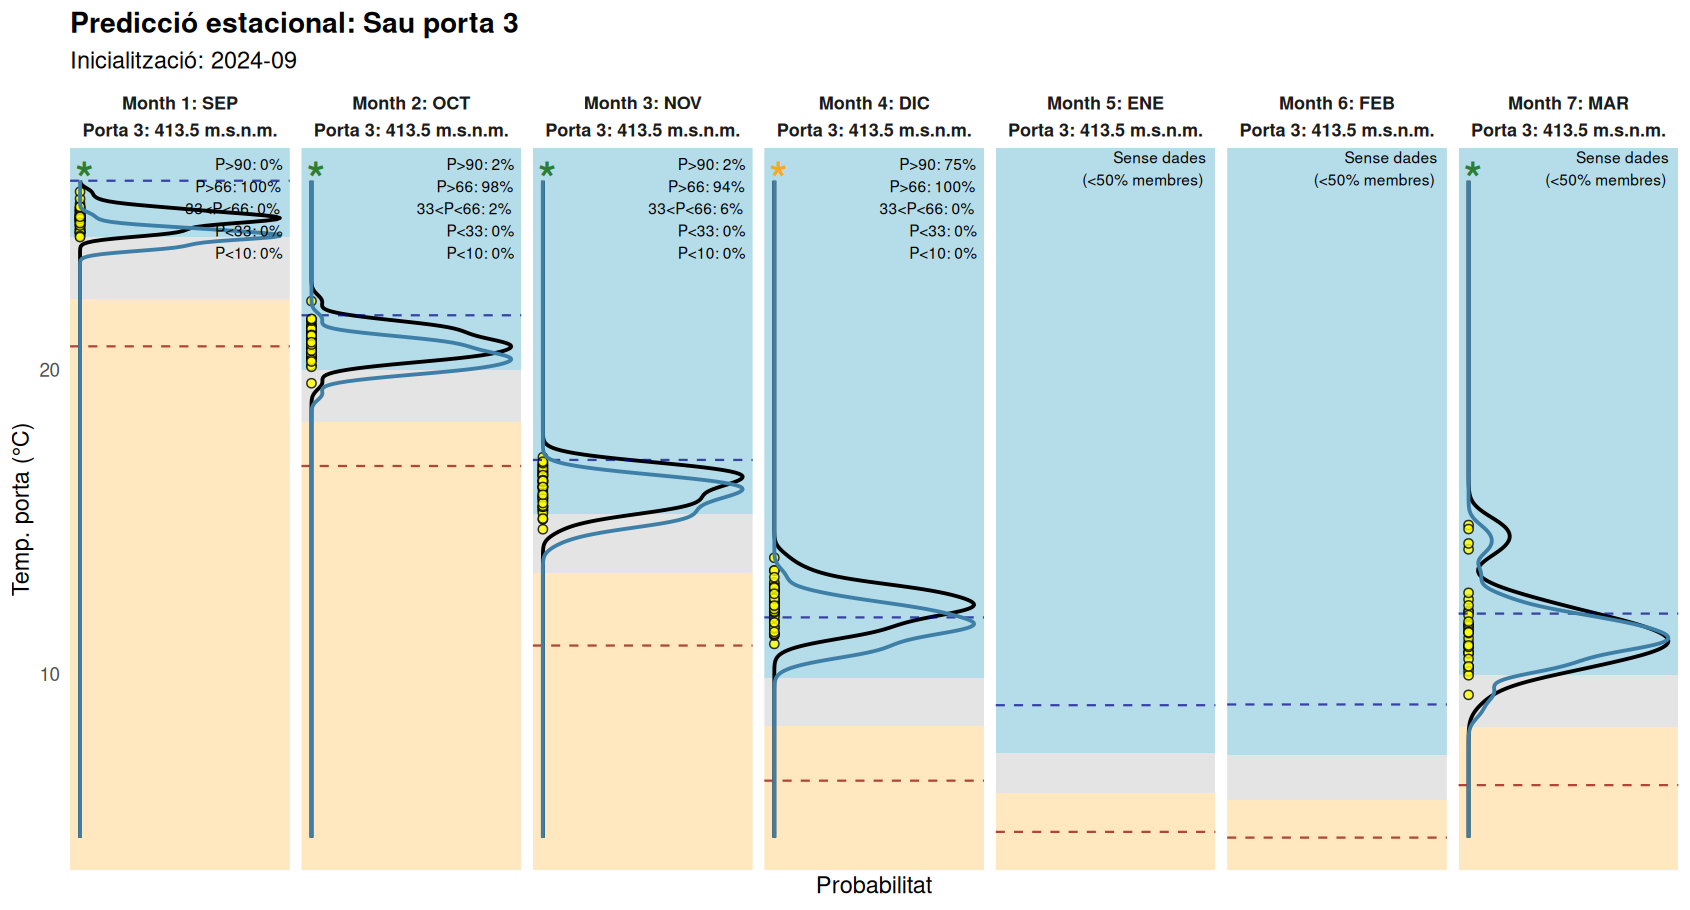 Predicció estacional: Sau porta 3
Inicialització: 2024-09
Month 1: SEP
Porta 3: 413.5 m.s.n.m.
Month 2: OCT
Porta 3: 413.5 m.s.n.m.
Month 3: NOV
Porta 3: 413.5 m.s.n.m.
Month 4: DIC
Porta 3: 413.5 m.s.n.m.
Month 5: ENE
Porta 3: 413.5 m.s.n.m.
Month 6: FEB
Porta 3: 413.5 m.s.n.m.
Month 7: MAR
Porta 3: 413.5 m.s.n.m.
*
P>90: 0%
P>66: 100%
33<P<66: 0%
P<33: 0%
P<10: 0%
*
P>90: 2%
P>66: 98%
33<P<66: 2%
P<33: 0%
P<10: 0%
*
P>90: 2%
P>66: 94%
33<P<66: 6%
P<33: 0%
P<10: 0%
*
P>90: 75%
P>66: 100%
33<P<66: 0%
P<33: 0%
P<10: 0%
Sense dades
(<50% membres)
Sense dades
(<50% membres)
*
Sense dades
(<50% membres)
20
10
Temp. porta (°C)
Probabilitat